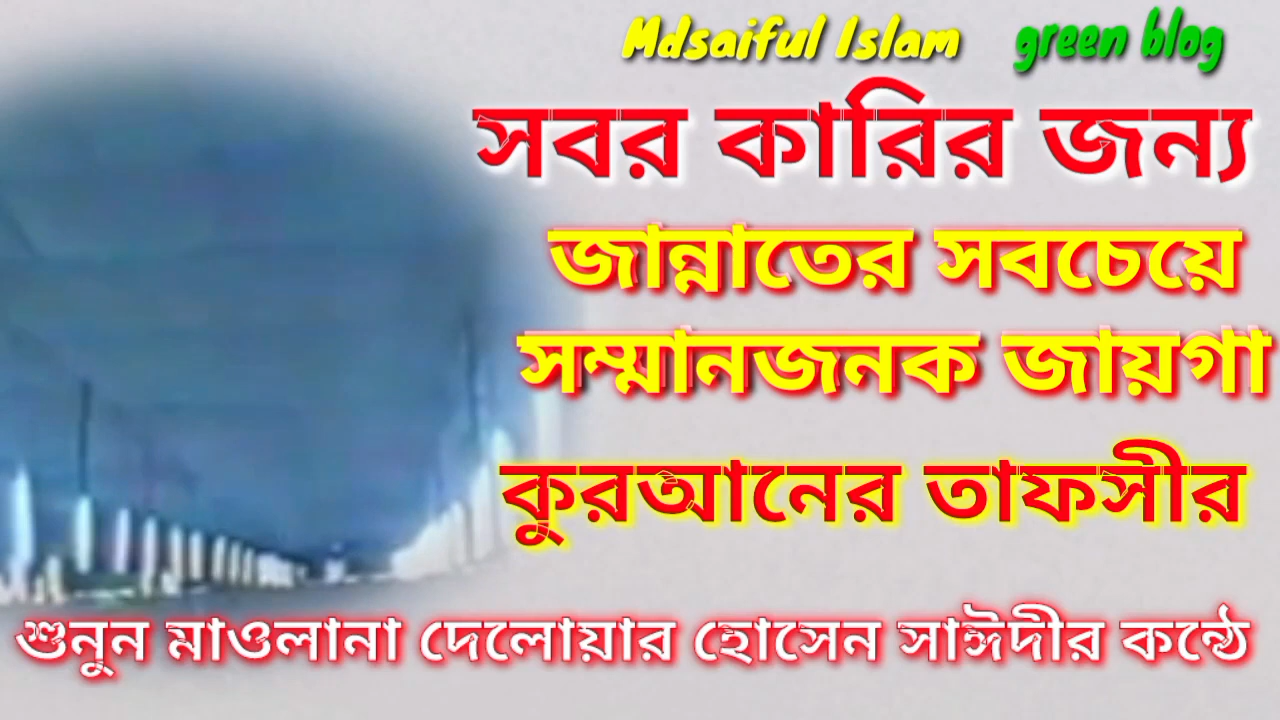 Mdsaiful Islam green blog
সবর কারির জন্য
জান্নাতের সবচেয়ে
সম্মানজনক জায়গা
কুরআনের তাফসীর
শুনুন মাওলানা দেলোয়ার হোসেন সাঈদীর কন্ঠে